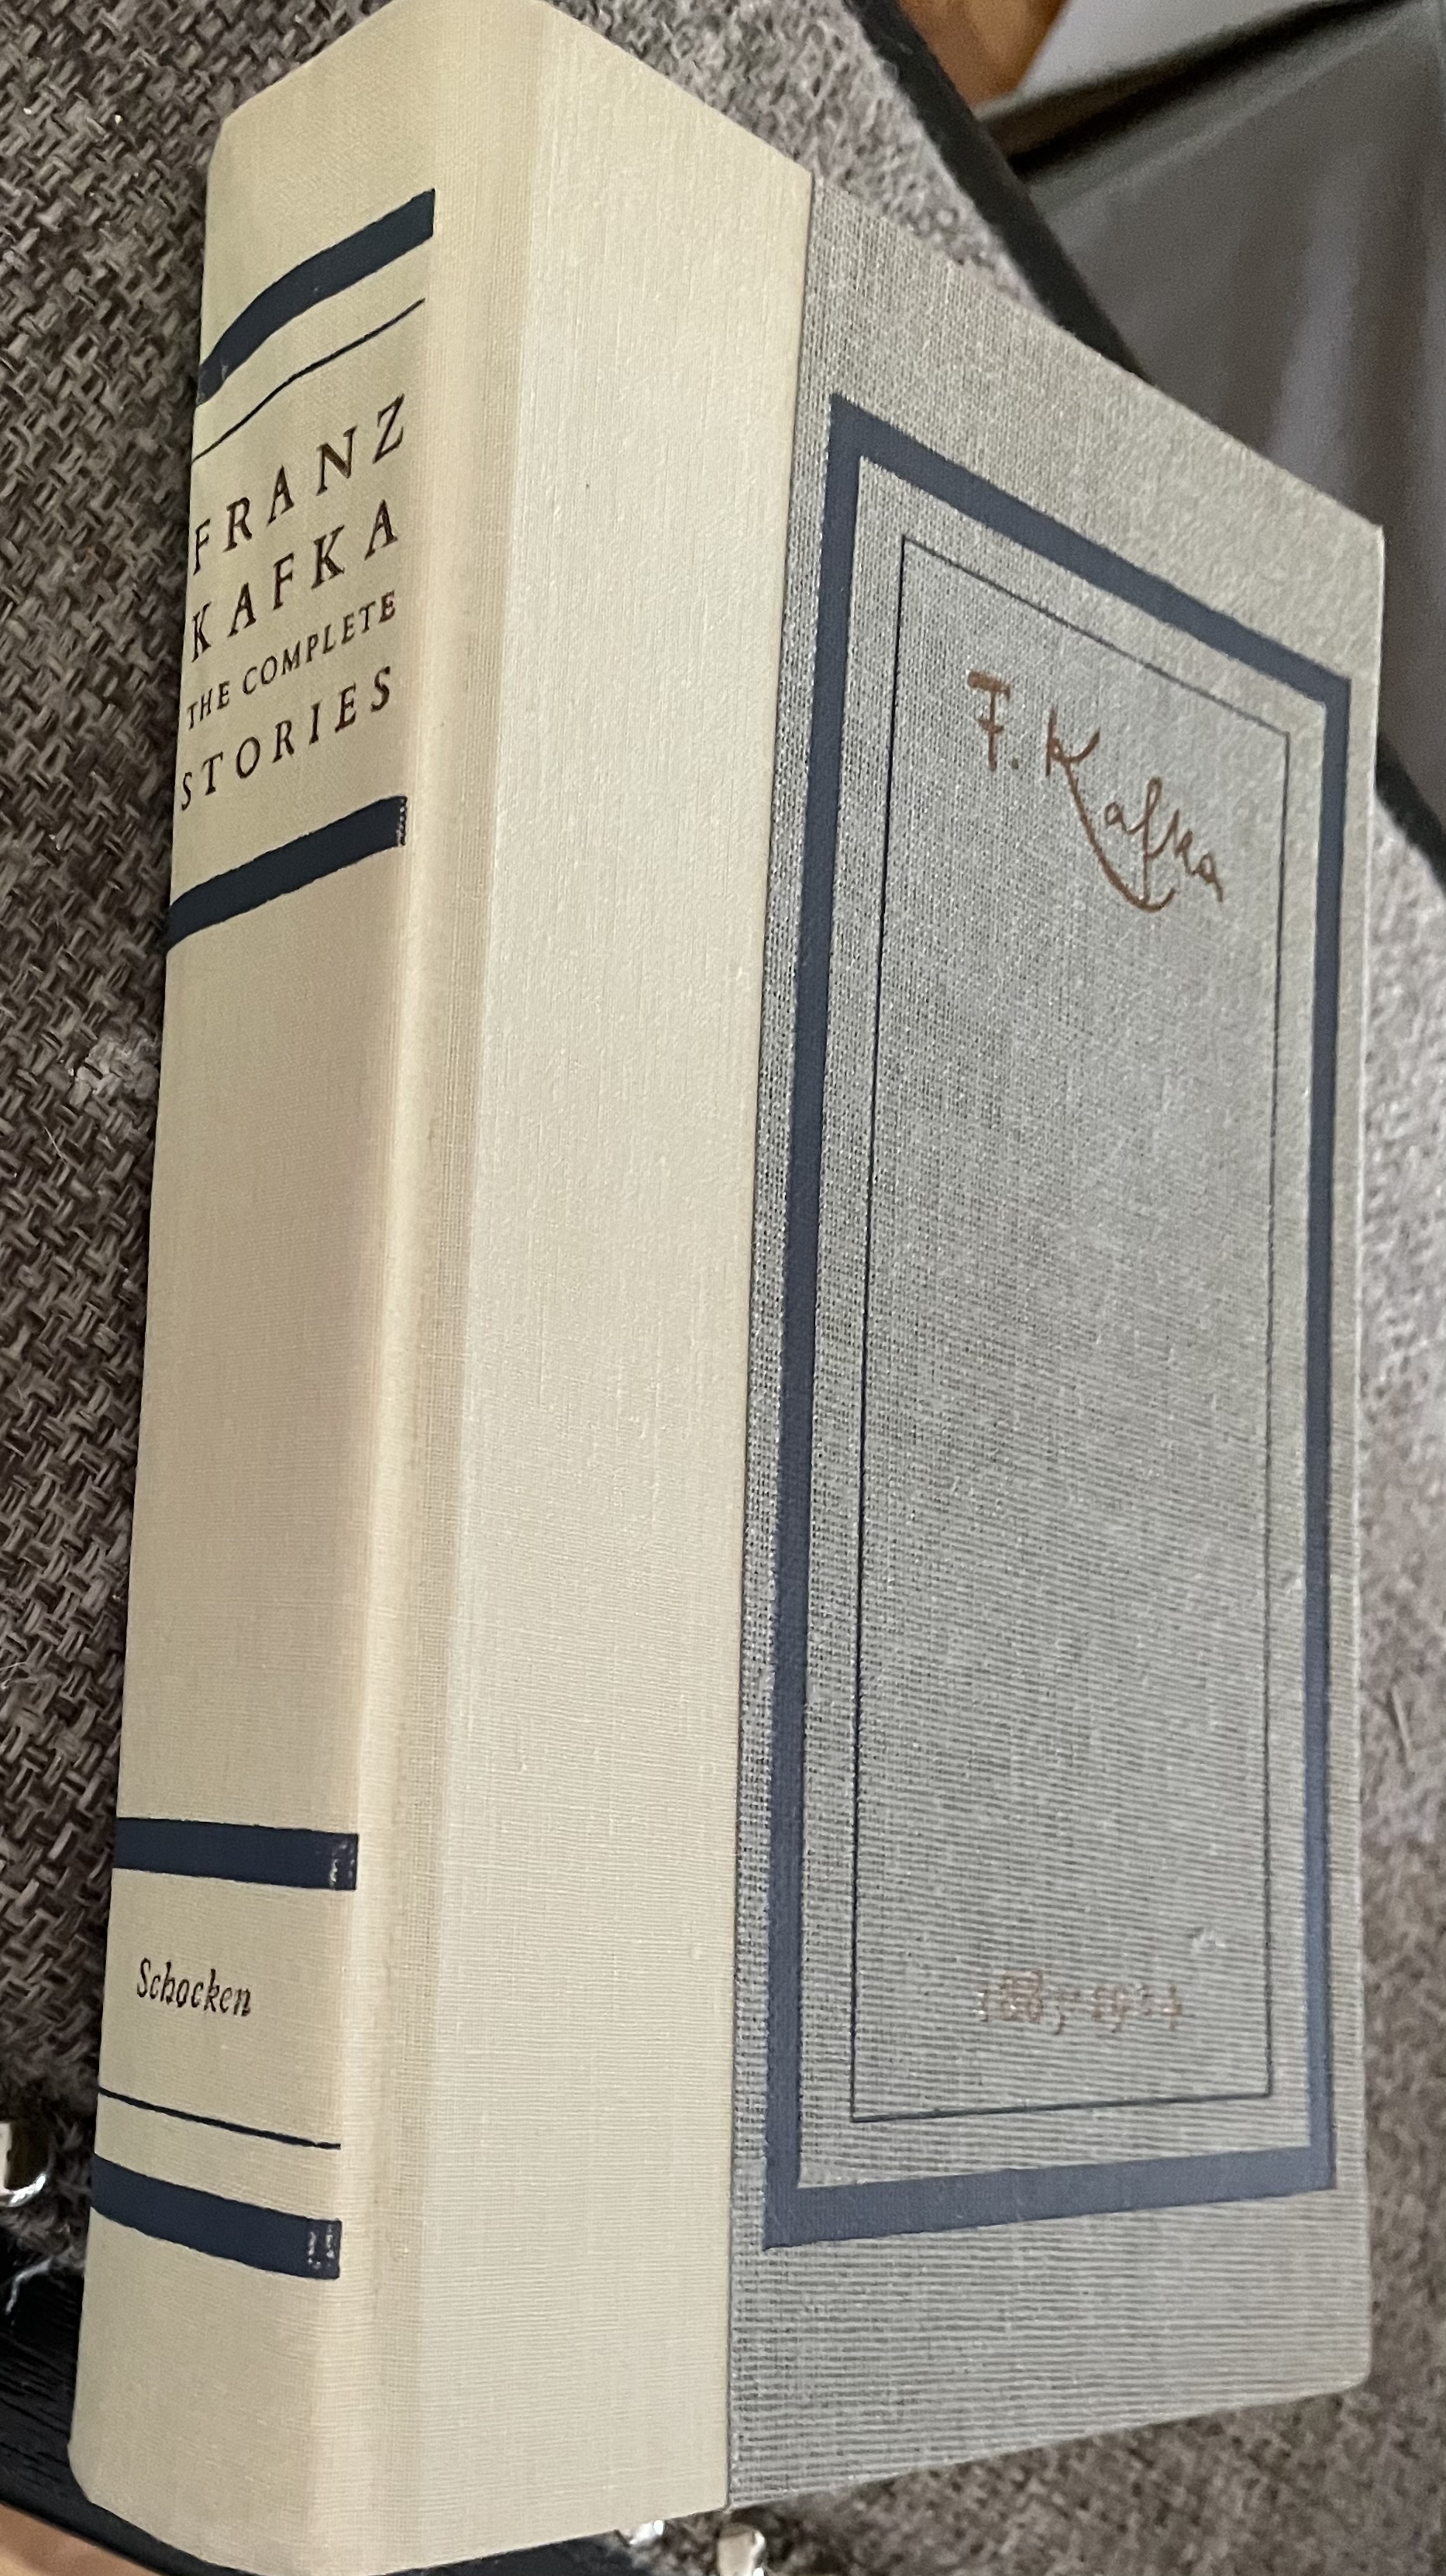 FRANZ
KAFKA
THE COMPLETE
STORIES
Schocken
F. Kafka
1883-1924